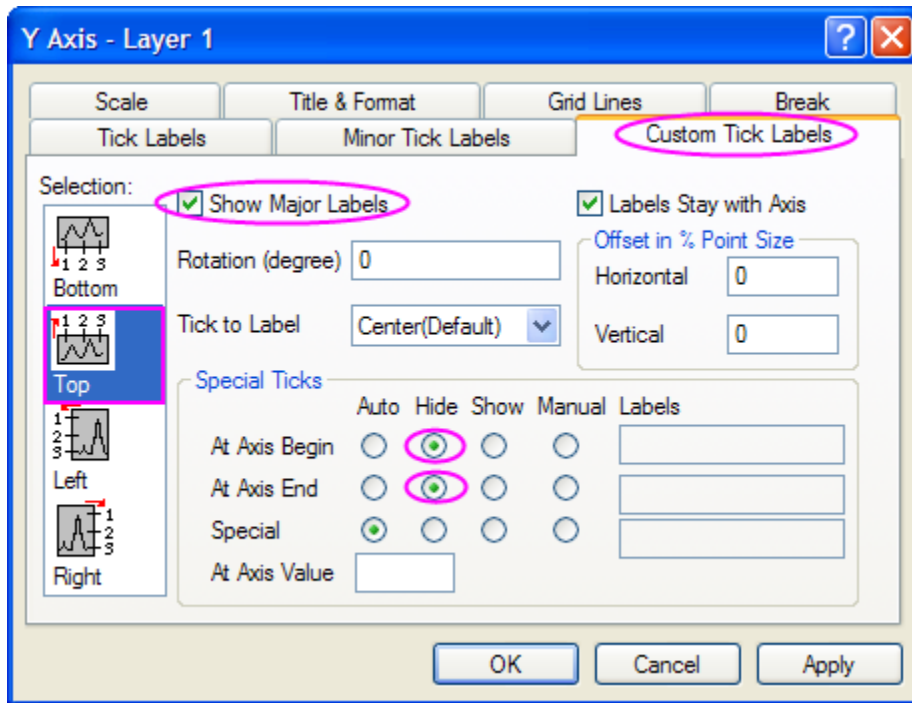 Y Axis - Layer 1
Scale Title & Format Grid Lines Break
Tick Labels Minor Tick Labels Custom Tick Labels
Selection:
1 2 3
Bottom
1 2 3
Top
1
2
3
Left
1
2
3
Right
Show Major Labels
Labels Stay with Axis
Rotation (degree) 0
Offset in % Point Size
Horizontal 0
Tick to Label Center(Default)
Vertical 0
Special Ticks
Auto Hide Show Manual Labels
At Axis Begin
At Axis End
Special
At Axis Value
OK Cancel Apply